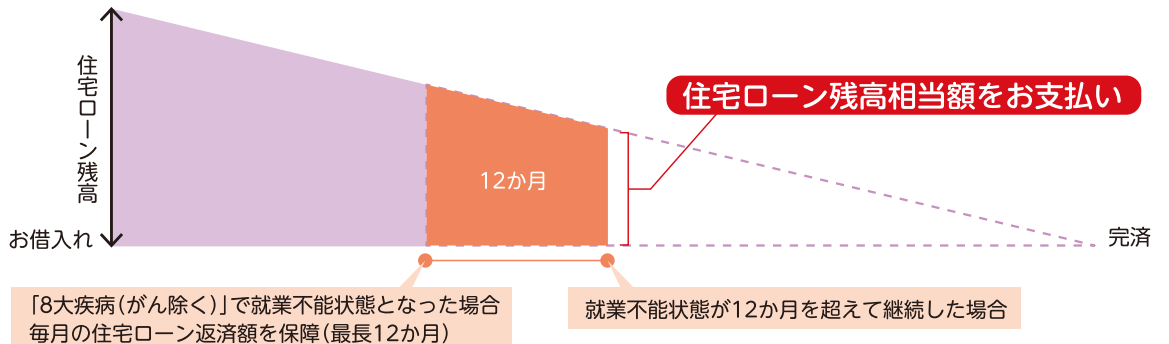 住宅ローン残高
住宅ローン残高相当額をお支払い
12か月
お借入れ
完済
「8大疾病(がん除く)」で就業不能状態となった場合
毎月の住宅ローン返済額を保障(最長12か月)
就業不能状態が12か月を超えて継続した場合